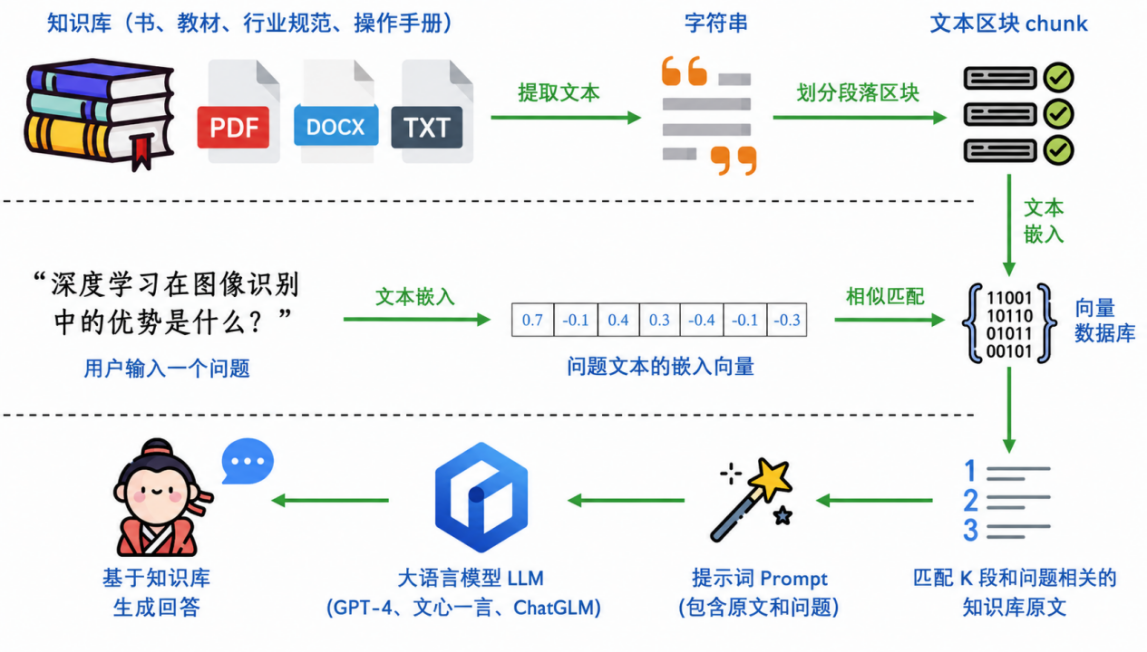 知识库（书、教材、行业规范、操作手册）
字符串
文本区块 chunk
PDF
DOCX
TXT
提取文本
划分段落区块
文本
嵌入
“深度学习在图像识别
中的优势是什么？”
用户输入一个问题
文本嵌入
0.7 -0.1 0.4 0.3 -0.4 -0.1 -0.3
问题文本的嵌入向量
相似匹配
11001
10110
01011
00101
向量
数据库
1
2
3
基于知识库
生成回答
大语言模型 LLM
(GPT-4、文心一言、ChatGLM)
提示词 Prompt
(包含原文和问题)
匹配 K 段和问题相关的
知识库原文